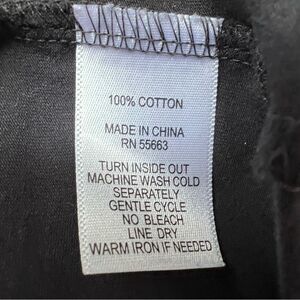 100% COTTON
MADE IN CHINA
RN 55663
TURN INSIDE OUT
MACHINE WASH COLD
SEPARATELY
GENTLE CYCLE
NO BLEACH
LINE DRY
WARM IRON IF NEEDED